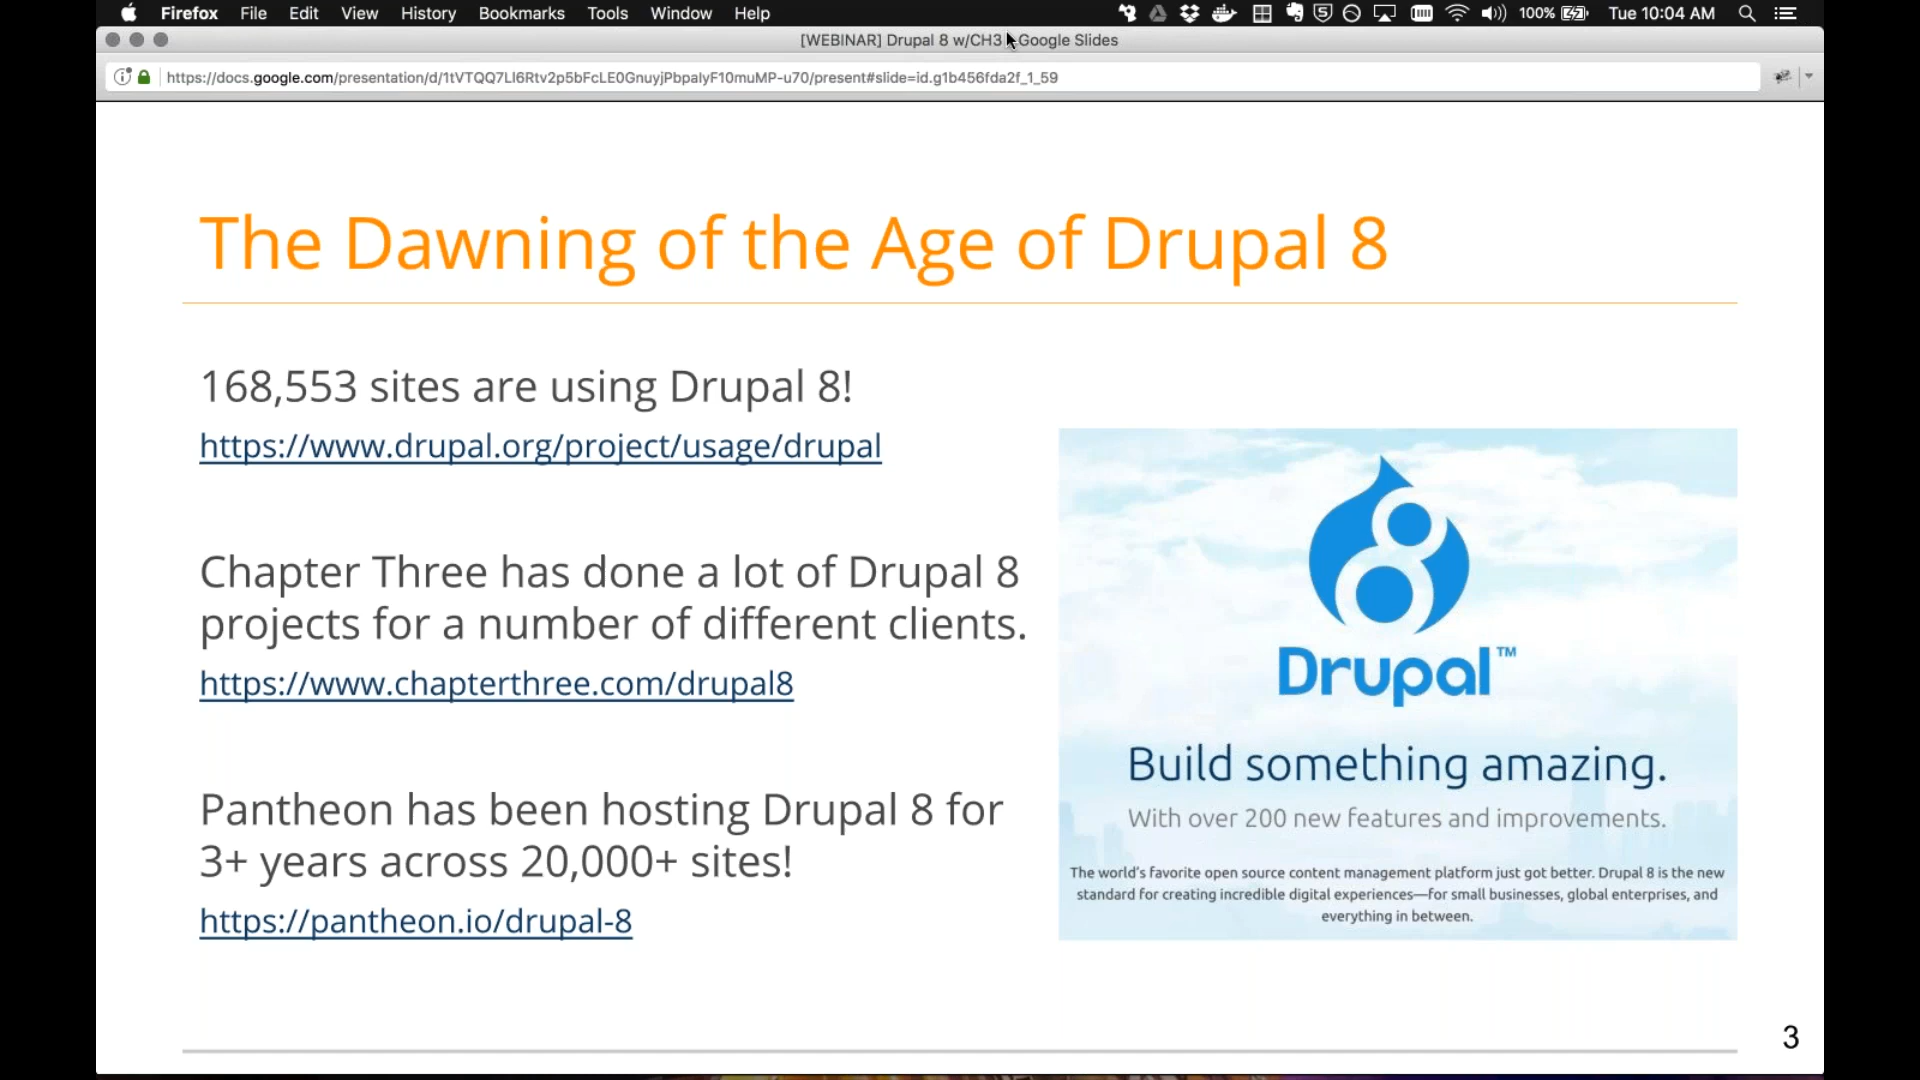 Firefox File Edit View History Bookmarks Tools Window Help 100% Tue 10:04 AM
[WEBINAR] Drupal 8 w/CH3 - Google Slides
https://docs.google.com/presentation/d/1tVTQQ7Ll6Rtv2p5bFcLE0GnuyjPbpalyF10muMP-u70/present#slide=id.g1b456fda2f_1_59
The Dawning of the Age of Drupal 8
168,553 sites are using Drupal 8!
https://www.drupal.org/project/usage/drupal
Chapter Three has done a lot of Drupal 8
projects for a number of different clients.
https://www.chapterthree.com/drupal8
Pantheon has been hosting Drupal 8 for
3+ years across 20,000+ sites!
https://pantheon.io/drupal-8
Drupal™
Build something amazing.
With over 200 new features and improvements.
The world's favorite open source content management platform just got better. Drupal 8 is the new
standard for creating incredible digital experiences—for small businesses, global enterprises, and
everything in between.
3